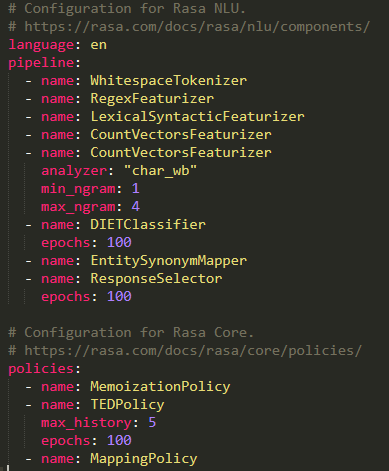 # Configuration for Rasa NLU.
# https://rasa.com/docs/rasa/nlu/components/
language: en
pipeline:
  - name: WhitespaceTokenizer
  - name: RegexFeaturizer
  - name: LexicalSyntacticFeaturizer
  - name: CountVectorsFeaturizer
  - name: CountVectorsFeaturizer
    analyzer: "char_wb"
    min_ngram: 1
    max_ngram: 4
  - name: DIETClassifier
    epochs: 100
  - name: EntitySynonymMapper
  - name: ResponseSelector
    epochs: 100

# Configuration for Rasa Core.
# https://rasa.com/docs/rasa/core/policies/
policies:
  - name: MemoizationPolicy
  - name: TEDPolicy
    max_history: 5
    epochs: 100
  - name: MappingPolicy